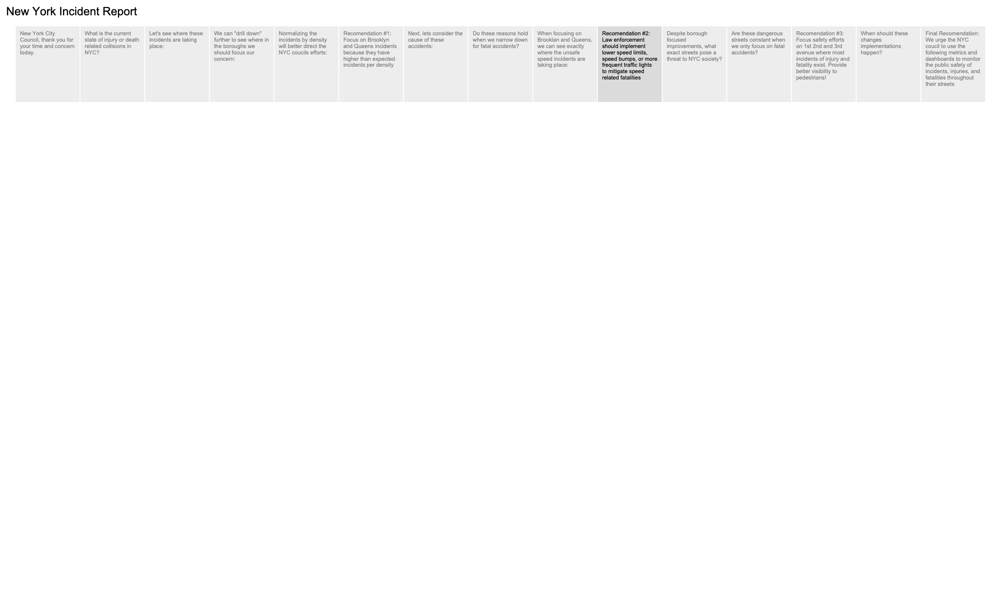 New York Incident Report
New York City
Council, thank you for
your time and concern
today.
What is the current
state of injury or death
related collisions in
NYC?
Let's see where these
incidents are taking
place:
We can "drill down"
further to see where in
the boroughs we
should focus our
concern:
Normalizing the
incidents by density
will better direct the
NYC coucils efforts:
Recomendation #1:
Focus on Brooklyn
and Queens incidents
because they have
higher than expected
incidents per density
Next, lets consider the
cause of these
accidents:
Do these reasons hold
when we narrow down
for fatal accidents?
When focusing on
Brooklan and Queens,
we can see exactly
where the unsafe
speed incidents are
taking place:
Recomendation #2:
Law enforcement
should implement
lower speed limits,
speed bumps, or more
frequent traffic lights
to mitigate speed
related fatalities
Despite borough
focused
improvements, what
exact streets pose a
threat to NYC society?
Are these dangerous
streets constant when
we only focus on fatal
accidents?
Recomendation #3:
Focus safety efforts
on 1st 2nd and 3rd
avenue where most
incidents of injury and
fatality exist. Provide
better visibility to
pedestrians!
When should these
changes
implementations
happen?
Final Recomendation:
We urge the NYC
coucil to use the
following metrics and
dashboards to monitor
the public safety of
incidents, injuries, and
fatalities throughout
their streets